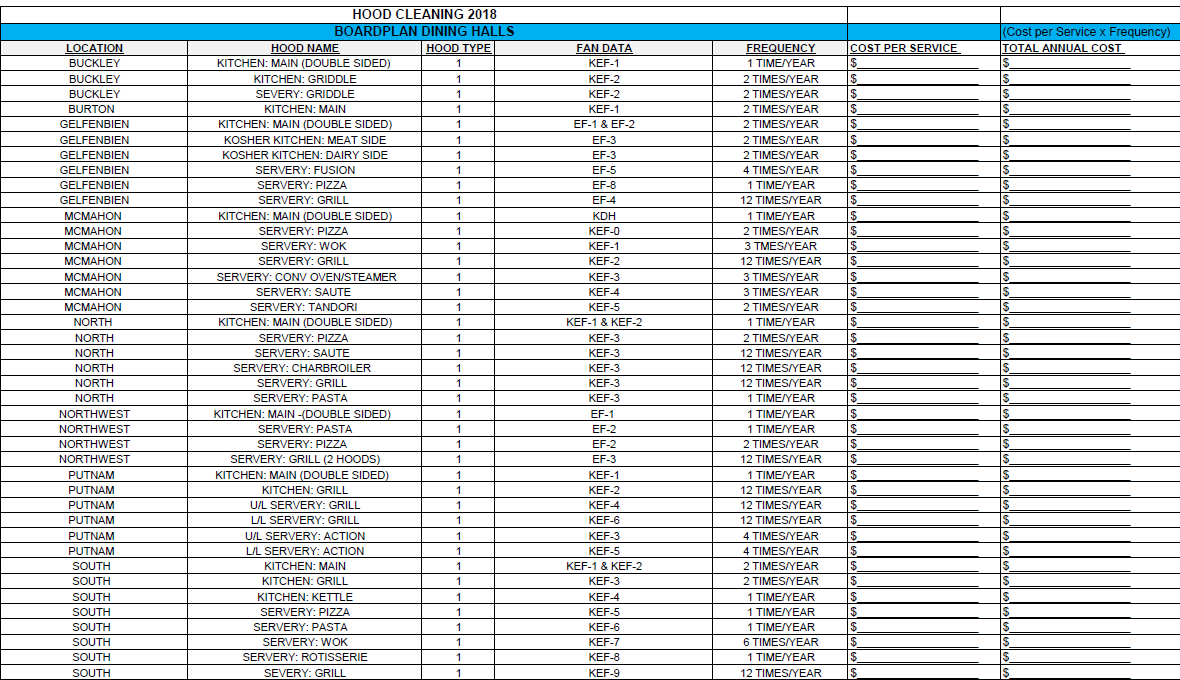 HOOD CLEANING 2018
BOARDPLAN DINING HALLS (Cost per Service x Frequency)
LOCATION HOOD NAME HOOD TYPE FAN DATA FREQUENCY COST PER SERVICE TOTAL ANNUAL COST
BUCKLEY KITCHEN: MAIN (DOUBLE SIDED) 1 KEF-1 1 TIME/YEAR $ $
BUCKLEY KITCHEN: GRIDDLE 1 KEF-2 2 TIMES/YEAR $ $
BUCKLEY SEVERY: GRIDDLE 1 KEF-2 2 TIMES/YEAR $ $
BURTON KITCHEN: MAIN 1 KEF-1 2 TIMES/YEAR $ $
GELFENBIEN KITCHEN: MAIN (DOUBLE SIDED) 1 EF-1 & EF-2 2 TIMES/YEAR $ $
GELFENBIEN KOSHER KITCHEN: MEAT SIDE 1 EF-3 2 TIMES/YEAR $ $
GELFENBIEN KOSHER KITCHEN: DAIRY SIDE 1 EF-3 2 TIMES/YEAR $ $
GELFENBIEN SERVERY: FUSION 1 EF-5 4 TIMES/YEAR $ $
GELFENBIEN SERVERY: PIZZA 1 EF-8 1 TIME/YEAR $ $
GELFENBIEN SERVERY: GRILL 1 EF-4 12 TIMES/YEAR $ $
MCMAHON KITCHEN: MAIN (DOUBLE SIDED) 1 KDH 1 TIME/YEAR $ $
MCMAHON SERVERY: PIZZA 1 KEF-0 2 TIMES/YEAR $ $
MCMAHON SERVERY: WOK 1 KEF-1 3 TMES/YEAR $ $
MCMAHON SERVERY: GRILL 1 KEF-2 12 TIMES/YEAR $ $
MCMAHON SERVERY: CONV OVEN/STEAMER 1 KEF-3 3 TIMES/YEAR $ $
MCMAHON SERVERY: SAUTE 1 KEF-4 3 TIMES/YEAR $ $
MCMAHON SERVERY: TANDORI 1 KEF-5 2 TIMES/YEAR $ $
NORTH KITCHEN: MAIN (DOUBLE SIDED) 1 KEF-1 & KEF-2 1 TIME/YEAR $ $
NORTH SERVERY: PIZZA 1 KEF-3 2 TIMES/YEAR $ $
NORTH SERVERY: SAUTE 1 KEF-3 12 TIMES/YEAR $ $
NORTH SERVERY: CHARBROILER 1 KEF-3 12 TIMES/YEAR $ $
NORTH SERVERY: GRILL 1 KEF-3 12 TIMES/YEAR $ $
NORTH SERVERY: PASTA 1 KEF-3 1 TIME/YEAR $ $
NORTHWEST KITCHEN: MAIN -(DOUBLE SIDED) 1 EF-1 1 TIME/YEAR $ $
NORTHWEST SERVERY: PASTA 1 EF-2 1 TIME/YEAR $ $
NORTHWEST SERVERY: PIZZA 1 EF-2 2 TIMES/YEAR $ $
NORTHWEST SERVERY: GRILL (2 HOODS) 1 EF-3 12 TIMES/YEAR $ $
PUTNAM KITCHEN: MAIN (DOUBLE SIDED) 1 KEF-1 1 TIME/YEAR $ $
PUTNAM KITCHEN: GRILL 1 KEF-2 12 TIMES/YEAR $ $
PUTNAM U/L SERVERY: GRILL 1 KEF-4 12 TIMES/YEAR $ $
PUTNAM L/L SERVERY: GRILL 1 KEF-6 12 TIMES/YEAR $ $
PUTNAM U/L SERVERY: ACTION 1 KEF-3 4 TIMES/YEAR $ $
PUTNAM L/L SERVERY: ACTION 1 KEF-5 4 TIMES/YEAR $ $
SOUTH KITCHEN: MAIN 1 KEF-1 & KEF-2 2 TIMES/YEAR $ $
SOUTH KITCHEN: GRILL 1 KEF-3 2 TIMES/YEAR $ $
SOUTH KITCHEN: KETTLE 1 KEF-4 1 TIME/YEAR $ $
SOUTH SERVERY: PIZZA 1 KEF-5 1 TIME/YEAR $ $
SOUTH SERVERY: PASTA 1 KEF-6 1 TIME/YEAR $ $
SOUTH SERVERY: WOK 1 KEF-7 6 TIMES/YEAR $ $
SOUTH SERVERY: ROTISSERIE 1 KEF-8 1 TIME/YEAR $ $
SOUTH SEVERY: GRILL 1 KEF-9 12 TIMES/YEAR $ $